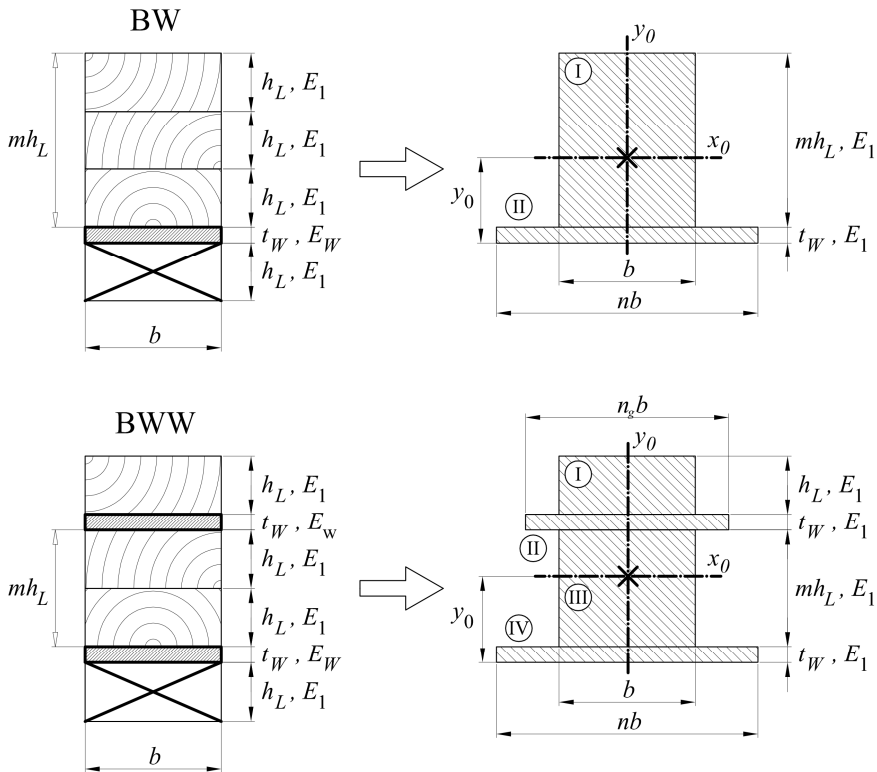 BW
mh_L
h_L, E_1
h_L, E_1
h_L, E_1
t_W, E_W
h_L, E_1
b
y_0
I
x_0
y_0
II
mh_L, E_1
t_W, E_1
b
nb
BWW
mh_L
h_L, E_1
t_W, E_w
h_L, E_1
h_L, E_1
t_W, E_W
h_L, E_1
b
n_g b
y_0
I
h_L, E_1
t_W, E_1
II
x_0
y_0
III
mh_L, E_1
IV
t_W, E_1
b
nb